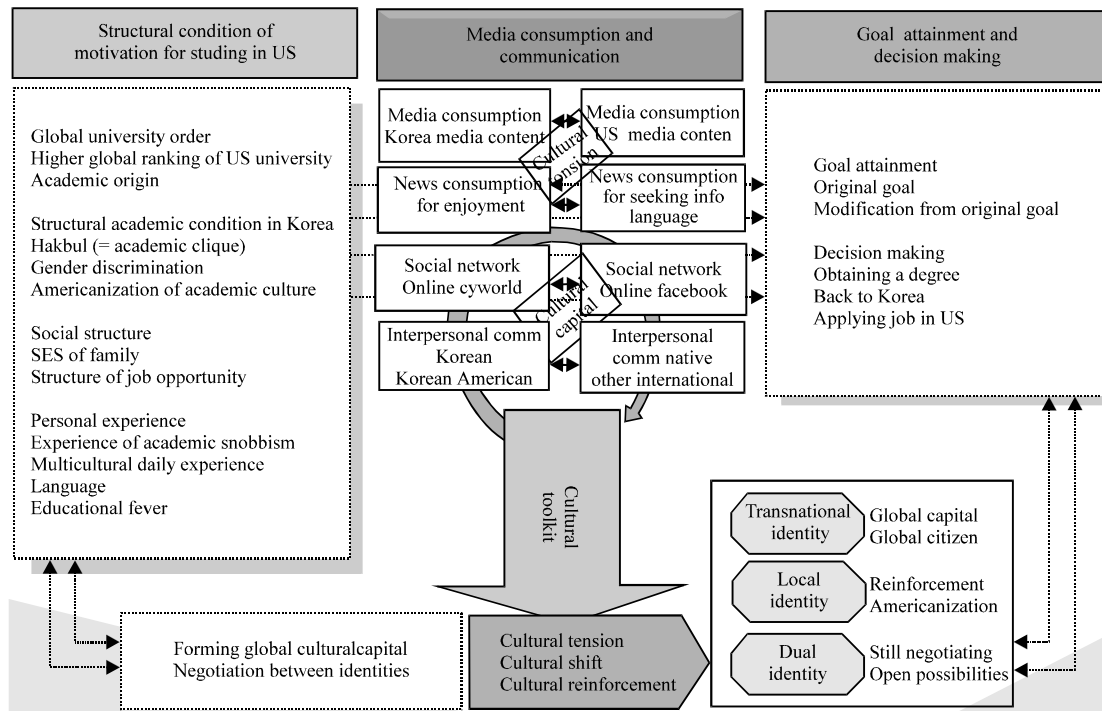 Structural condition of
motivation for studing in US
Media consumption and
communication
Goal attainment and
decision making
Global university order
Higher global ranking of US university
Academic origin
Structural academic condition in Korea
Hakbul (= academic clique)
Gender discrimination
Americanization of academic culture
Social structure
SES of family
Structure of job opportunity
Personal experience
Experience of academic snobbism
Multicultural daily experience
Language
Educational fever
Media consumption
Korea media content
Media consumption
US media conten
Cultural
tonsion
News consumption
for enjoyment
News consumption
for seeking info
language
Social network
Online cyworld
Social network
Online facebook
Cultural
capital
Interpersonal comm
Korean
Korean American
Interpersonal
comm native
other international
Goal attainment
Original goal
Modification from original goal
Decision making
Obtaining a degree
Back to Korea
Applying job in US
Cultural
toolkit
Forming global culturalcapital
Negotiation between identities
Cultural tension
Cultural shift
Cultural reinforcement
Transnational
identity
Global capital
Global citizen
Local
identity
Reinforcement
Americanization
Dual
identity
Still negotiating
Open possibilities